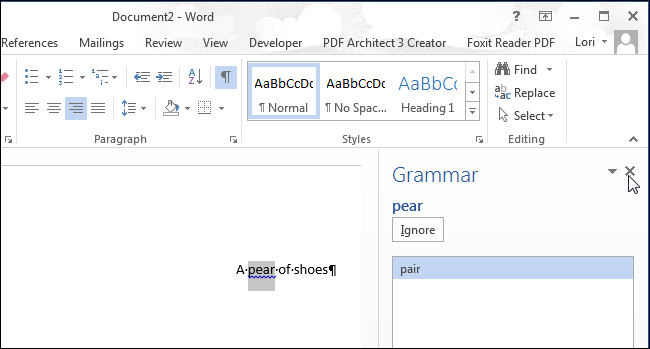 Document2 - Word
References Mailings Review View Developer PDF Architect 3 Creator Foxit Reader PDF Lori
AaBbCcDc AaBbCcDc AaBbCc
¶ Normal ¶ No Spac... Heading 1
Find
Replace
Select
Paragraph Styles Editing
Grammar
pear
Ignore
pair
A·pear·of·shoes¶